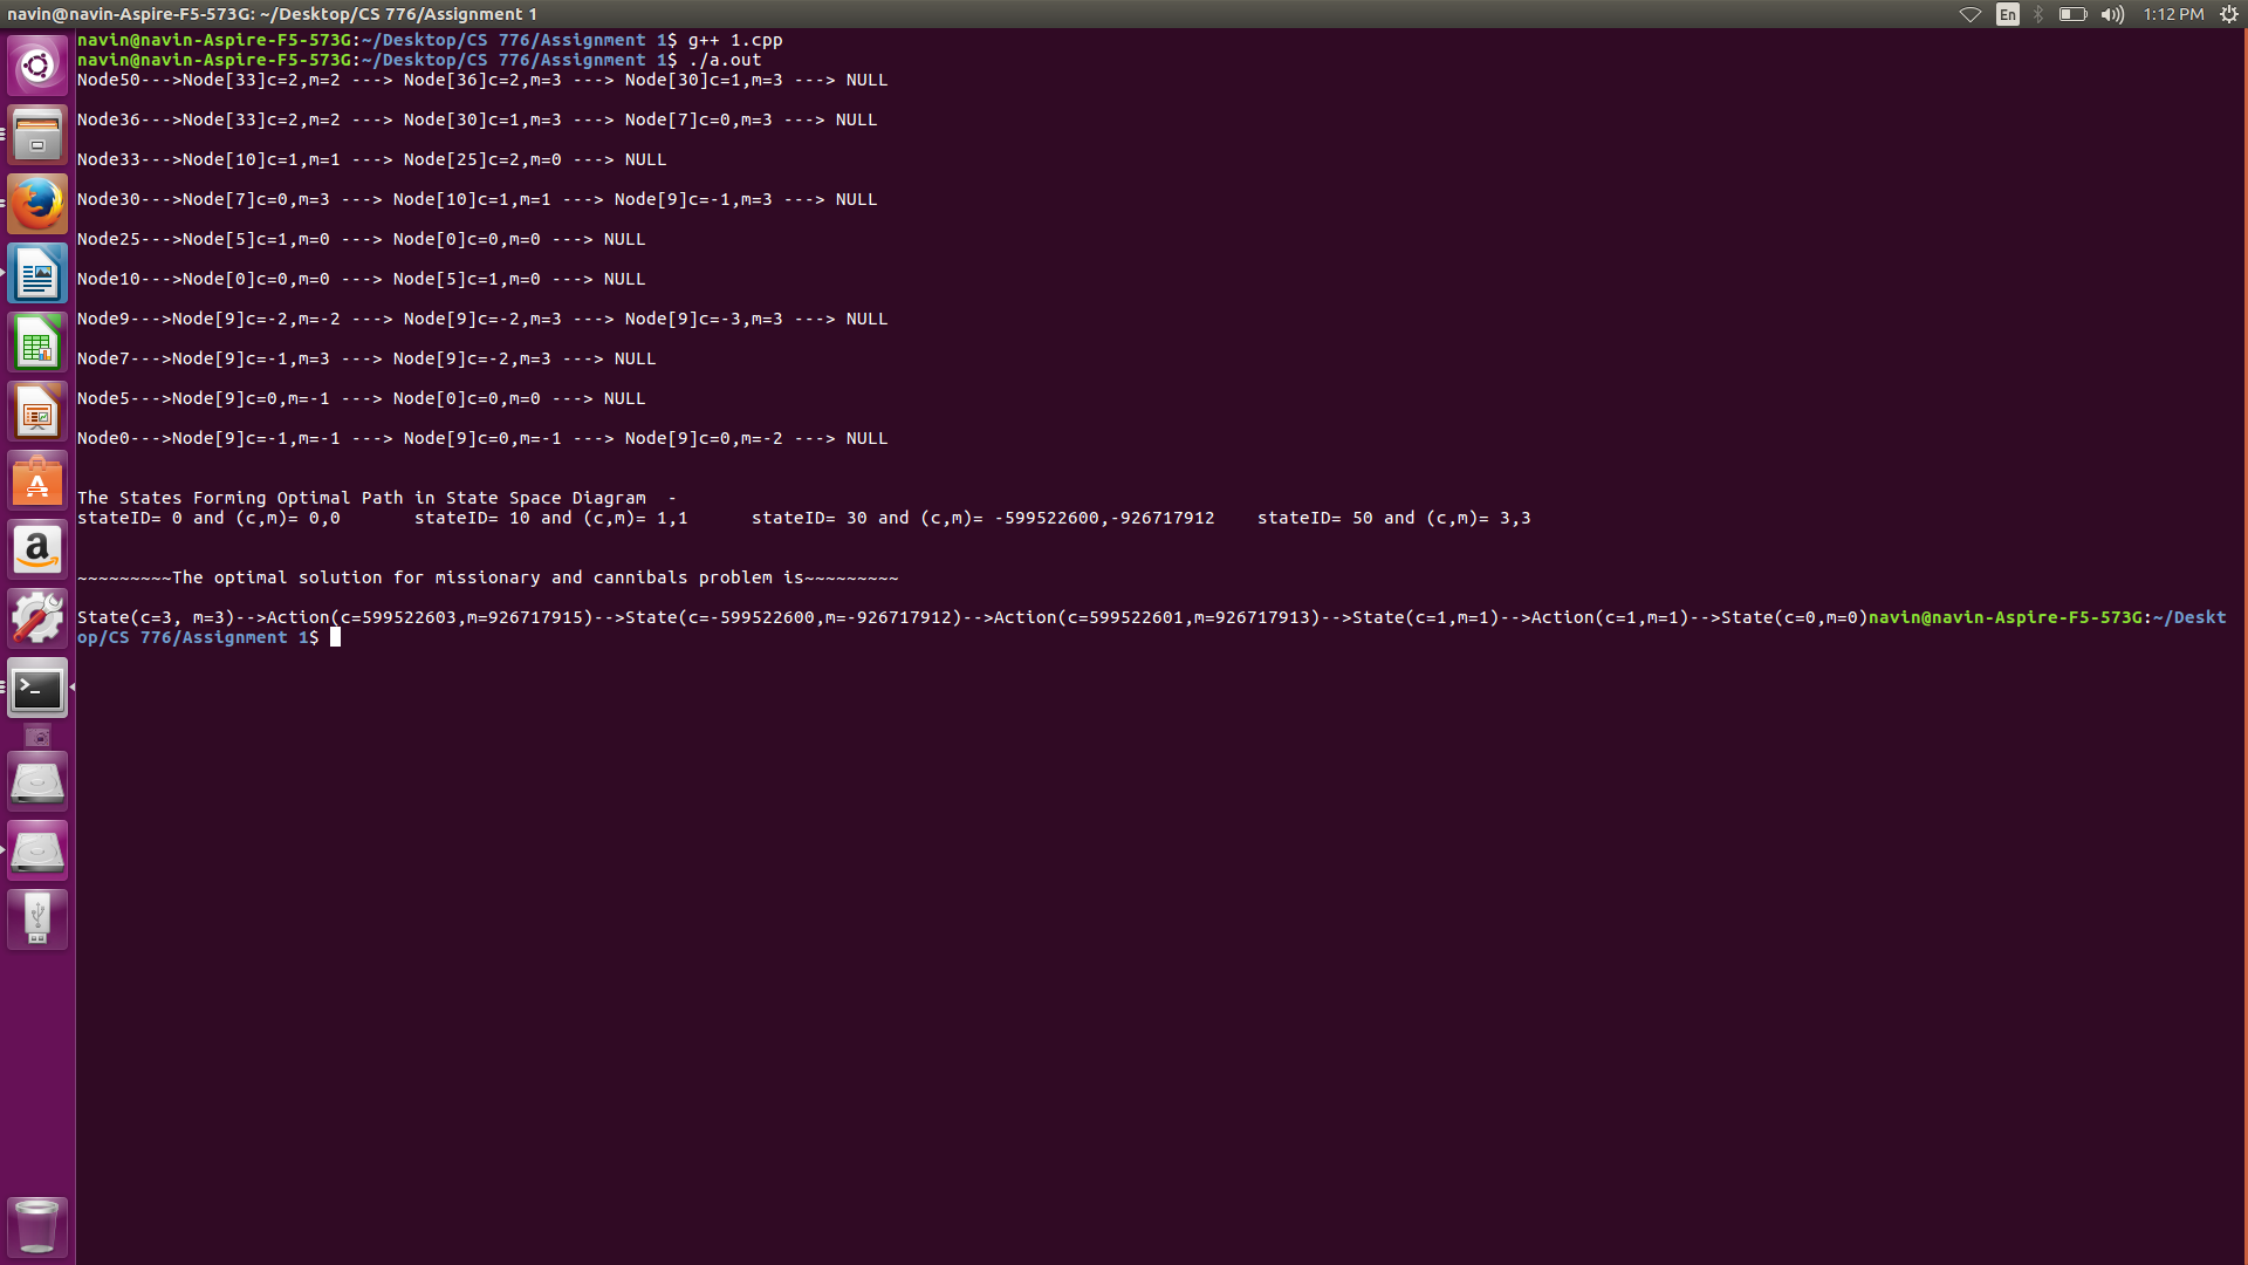 navin@navin-Aspire-F5-573G: ~/Desktop/CS 776/Assignment 1
En
1:12 PM
navin@navin-Aspire-F5-573G:~/Desktop/CS 776/Assignment 1$ g++ 1.cpp
navin@navin-Aspire-F5-573G:~/Desktop/CS 776/Assignment 1$ ./a.out
Node50--->Node[33]c=2,m=2 ---> Node[36]c=2,m=3 ---> Node[30]c=1,m=3 ---> NULL
Node36--->Node[33]c=2,m=2 ---> Node[30]c=1,m=3 ---> Node[7]c=0,m=3 ---> NULL
Node33--->Node[10]c=1,m=1 ---> Node[25]c=2,m=0 ---> NULL
Node30--->Node[7]c=0,m=3 ---> Node[10]c=1,m=1 ---> Node[9]c=-1,m=3 ---> NULL
Node25--->Node[5]c=1,m=0 ---> Node[0]c=0,m=0 ---> NULL
Node10--->Node[0]c=0,m=0 ---> Node[5]c=1,m=0 ---> NULL
Node9--->Node[9]c=-2,m=-2 ---> Node[9]c=-2,m=3 ---> Node[9]c=-3,m=3 ---> NULL
Node7--->Node[9]c=-1,m=3 ---> Node[9]c=-2,m=3 ---> NULL
Node5--->Node[9]c=0,m=-1 ---> Node[0]c=0,m=0 ---> NULL
Node0--->Node[9]c=-1,m=-1 ---> Node[9]c=0,m=-1 ---> Node[9]c=0,m=-2 ---> NULL
The States Forming Optimal Path in State Space Diagram  -
stateID= 0 and (c,m)= 0,0       stateID= 10 and (c,m)= 1,1      stateID= 30 and (c,m)= -599522600,-926717912    stateID= 50 and (c,m)= 3,3
~~~~~~~~~The optimal solution for missionary and cannibals problem is~~~~~~~~~
State(c=3, m=3)-->Action(c=599522603,m=926717915)-->State(c=-599522600,m=-926717912)-->Action(c=599522601,m=926717913)-->State(c=1,m=1)-->Action(c=1,m=1)-->State(c=0,m=0)navin@navin-Aspire-F5-573G:~/Deskt
op/CS 776/Assignment 1$